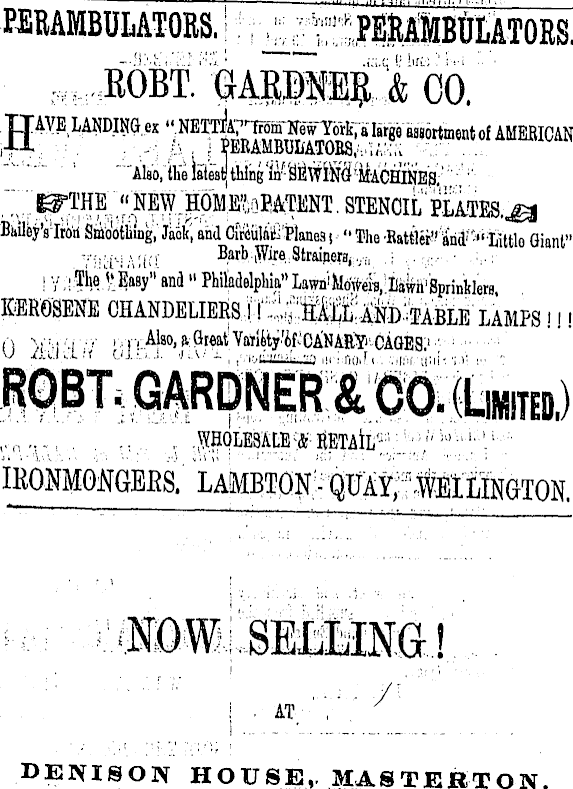 PERAMBULATORS. PERAMBULATORS.
ROBT. GARDNER & CO.
HAVE LANDING ex "NETTIA," from New York, a large assortment of AMERICAN
PERAMBULATORS,
Also, the latest thing in SEWING MACHINES,
THE "NEW HOME" PATENT STENCIL PLATES.
Bailey's Iron Smoothing, Jack, and Circular Planes; "The Rattler" and "Little Giant"
Barb Wire Strainers,
The "Easy" and "Philadelphia" Lawn Mowers, Lawn Sprinklers,
KEROSENE CHANDELIERS!! HALL AND TABLE LAMPS!!!
Also, a Great Variety of CANARY CAGES.
ROBT. GARDNER & CO. (LIMITED,)
WHOLESALE & RETAIL
IRONMONGERS. LAMBTON-QUAY, WELLINGTON.
NOW SELLING!
AT
DENISON HOUSE, MASTERTON.